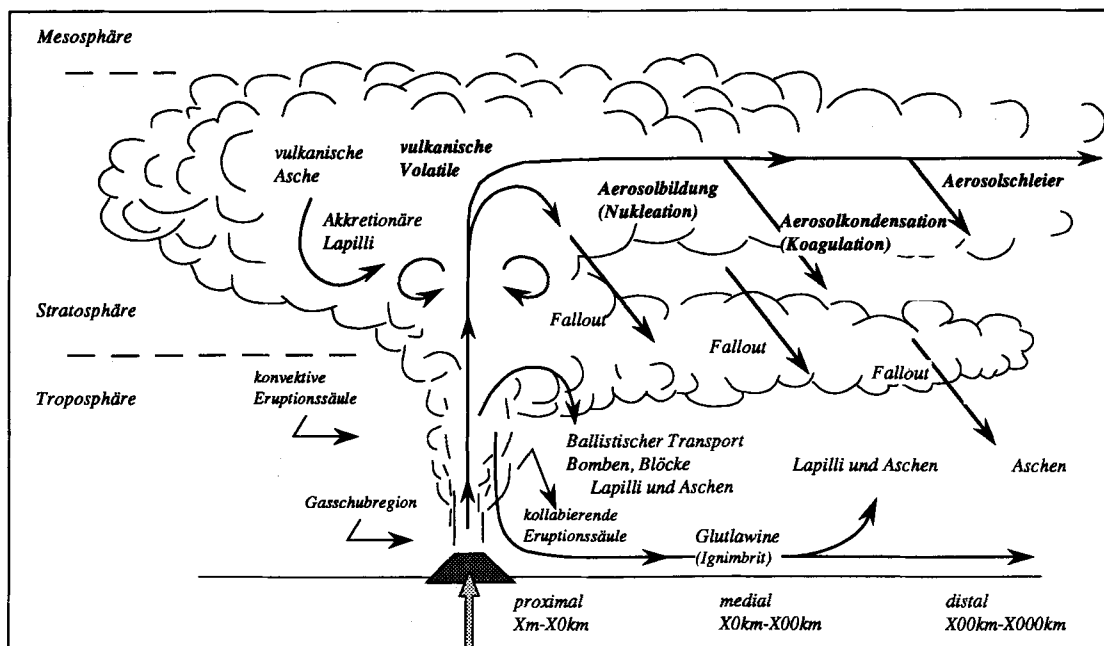 Mesosphäre
vulkanische
Asche
vulkanische
Volatile
Akkretionäre
Lapilli
Aerosolbildung
(Nukleation)
Aerosolkondensation
(Koagulation)
Aerosolschleier
Stratosphäre
Fallout
Fallout
Fallout
Troposphäre
konvektive
Eruptionssäule
Ballistischer Transport
Bomben, Blöcke
Lapilli und Aschen
Lapilli und Aschen
Aschen
Gasschubregion
kollabierende
Eruptionssäule
Glutlawine
(Ignimbrit)
proximal
Xm-X0km
medial
X0km-X00km
distal
X00km-X000km